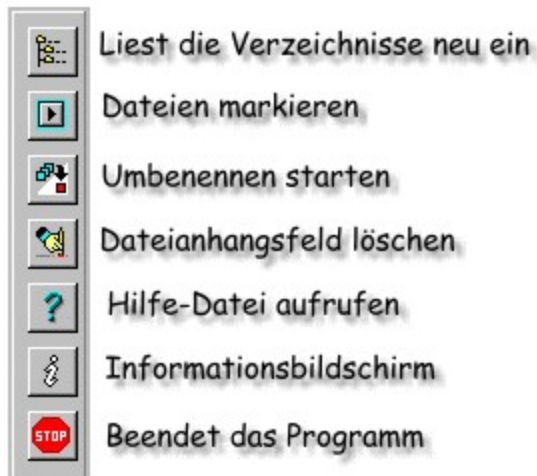 Liest die Verzeichnisse neu ein
Dateien markieren
Umbenennen starten
Dateianhangsfeld löschen
? Hilfe-Datei aufrufen
i Informationsbildschirm
STOP Beendet das Programm